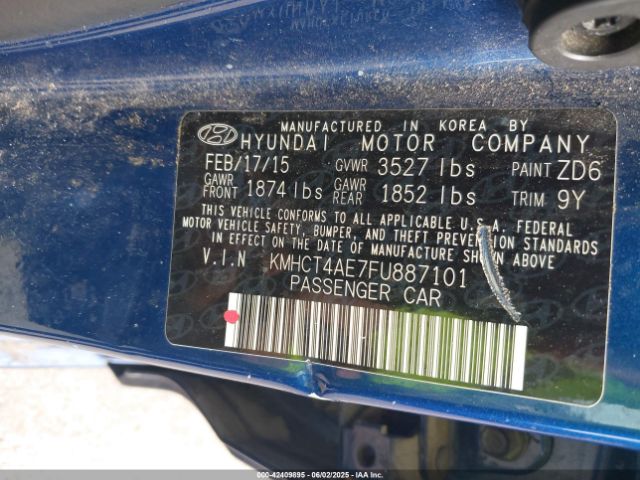 MANUFACTURED IN KOREA BY
HYUNDAI MOTOR COMPANY
FEB/17/15 GVWR 3527 lbs PAINT ZD6
GAWR FRONT 1874 lbs GAWR REAR 1852 lbs TRIM 9Y
THIS VEHICLE CONFORMS TO ALL APPLICABLE U.S.A. FEDERAL
MOTOR VEHICLE SAFETY, BUMPER, AND THEFT PREVENTION STANDARDS
IN EFFECT ON THE DATE OF MANUFACTURE SHOWN ABOVE
V.I.N KMHCT4AE7FU887101
PASSENGER CAR
000-42409895 - 06/02/2025 - IAAI.COM